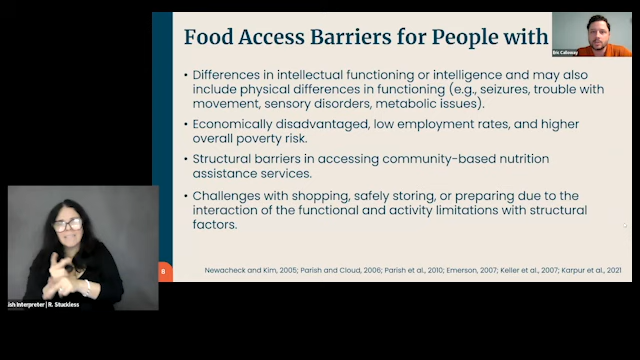 Food Access Barriers for People with
Eric Calloway
• Differences in intellectual functioning or intelligence and may also
include physical differences in functioning (e.g., seizures, trouble with
movement, sensory disorders, metabolic issues).
• Economically disadvantaged, low employment rates, and higher
overall poverty risk.
• Structural barriers in accessing community-based nutrition
assistance services.
• Challenges with shopping, safely storing, or preparing due to the
interaction of the functional and activity limitations with structural
factors.
8
Newacheck and Kim, 2005; Parish and Cloud, 2006; Parish et al., 2010; Emerson, 2007; Keller et al., 2007; Karpur et al., 2021
ish Interpreter | R. Stuckless